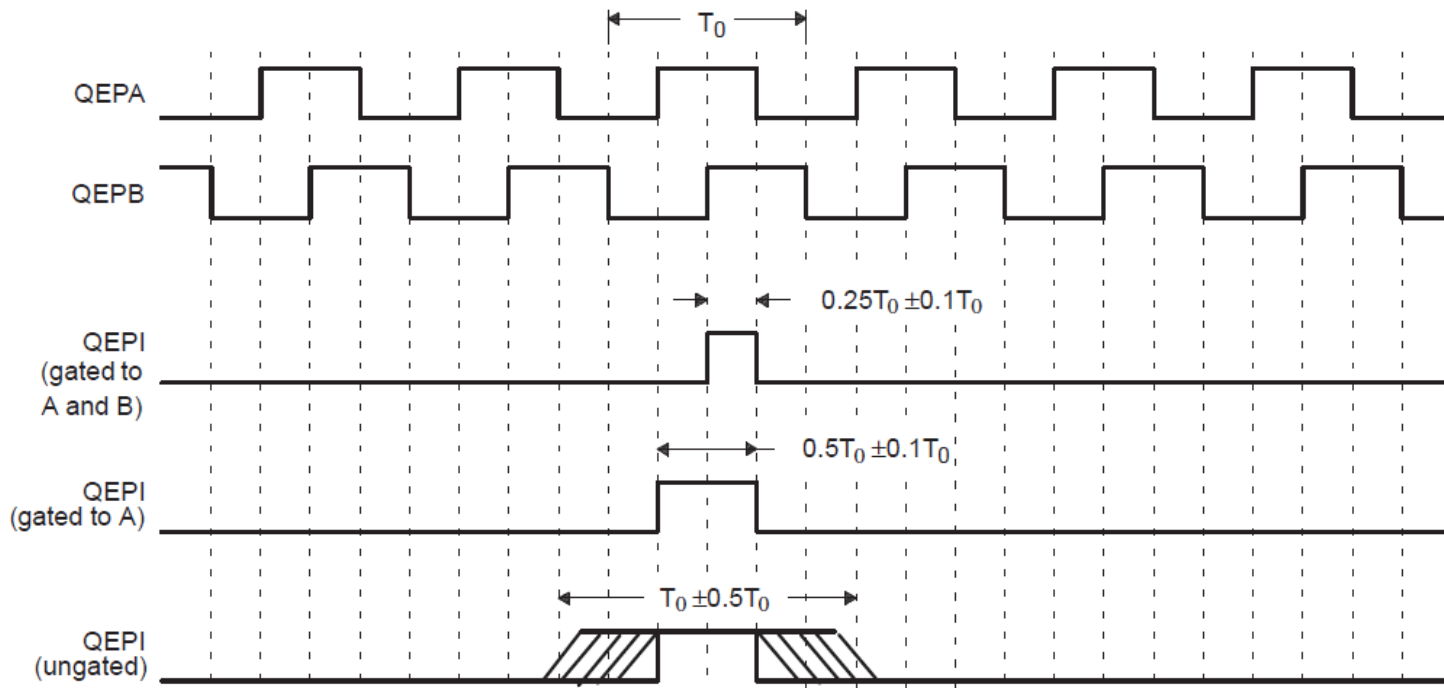 T0
QEPA
QEPB
0.25T0 ±0.1T0
QEPI
(gated to
A and B)
0.5T0 ±0.1T0
QEPI
(gated to A)
T0 ±0.5T0
QEPI
(ungated)